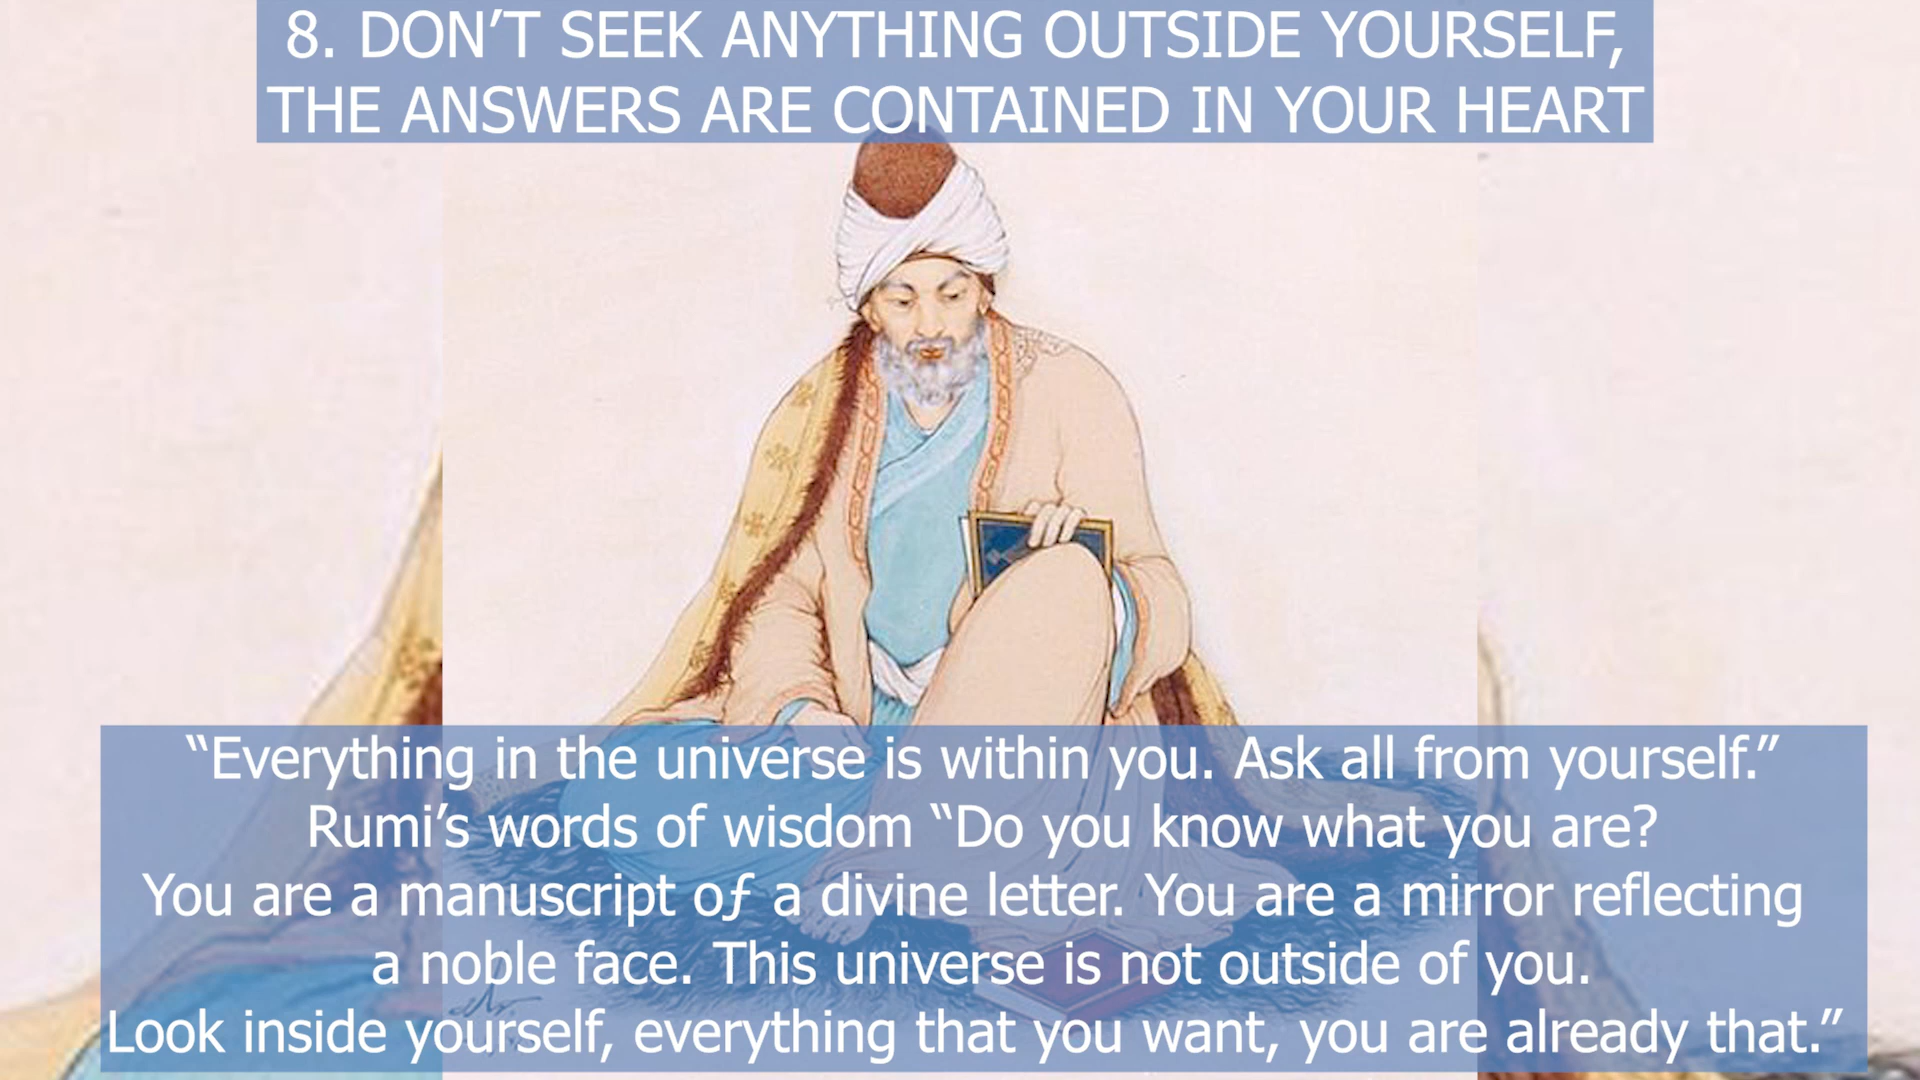 8. DON’T SEEK ANYTHING OUTSIDE YOURSELF,
THE ANSWERS ARE CONTAINED IN YOUR HEART
“Everything in the universe is within you. Ask all from yourself.”
Rumi’s words of wisdom “Do you know what you are?
You are a manuscript oƒ a divine letter. You are a mirror reflecting
a noble face. This universe is not outside of you.
Look inside yourself, everything that you want, you are already that.”